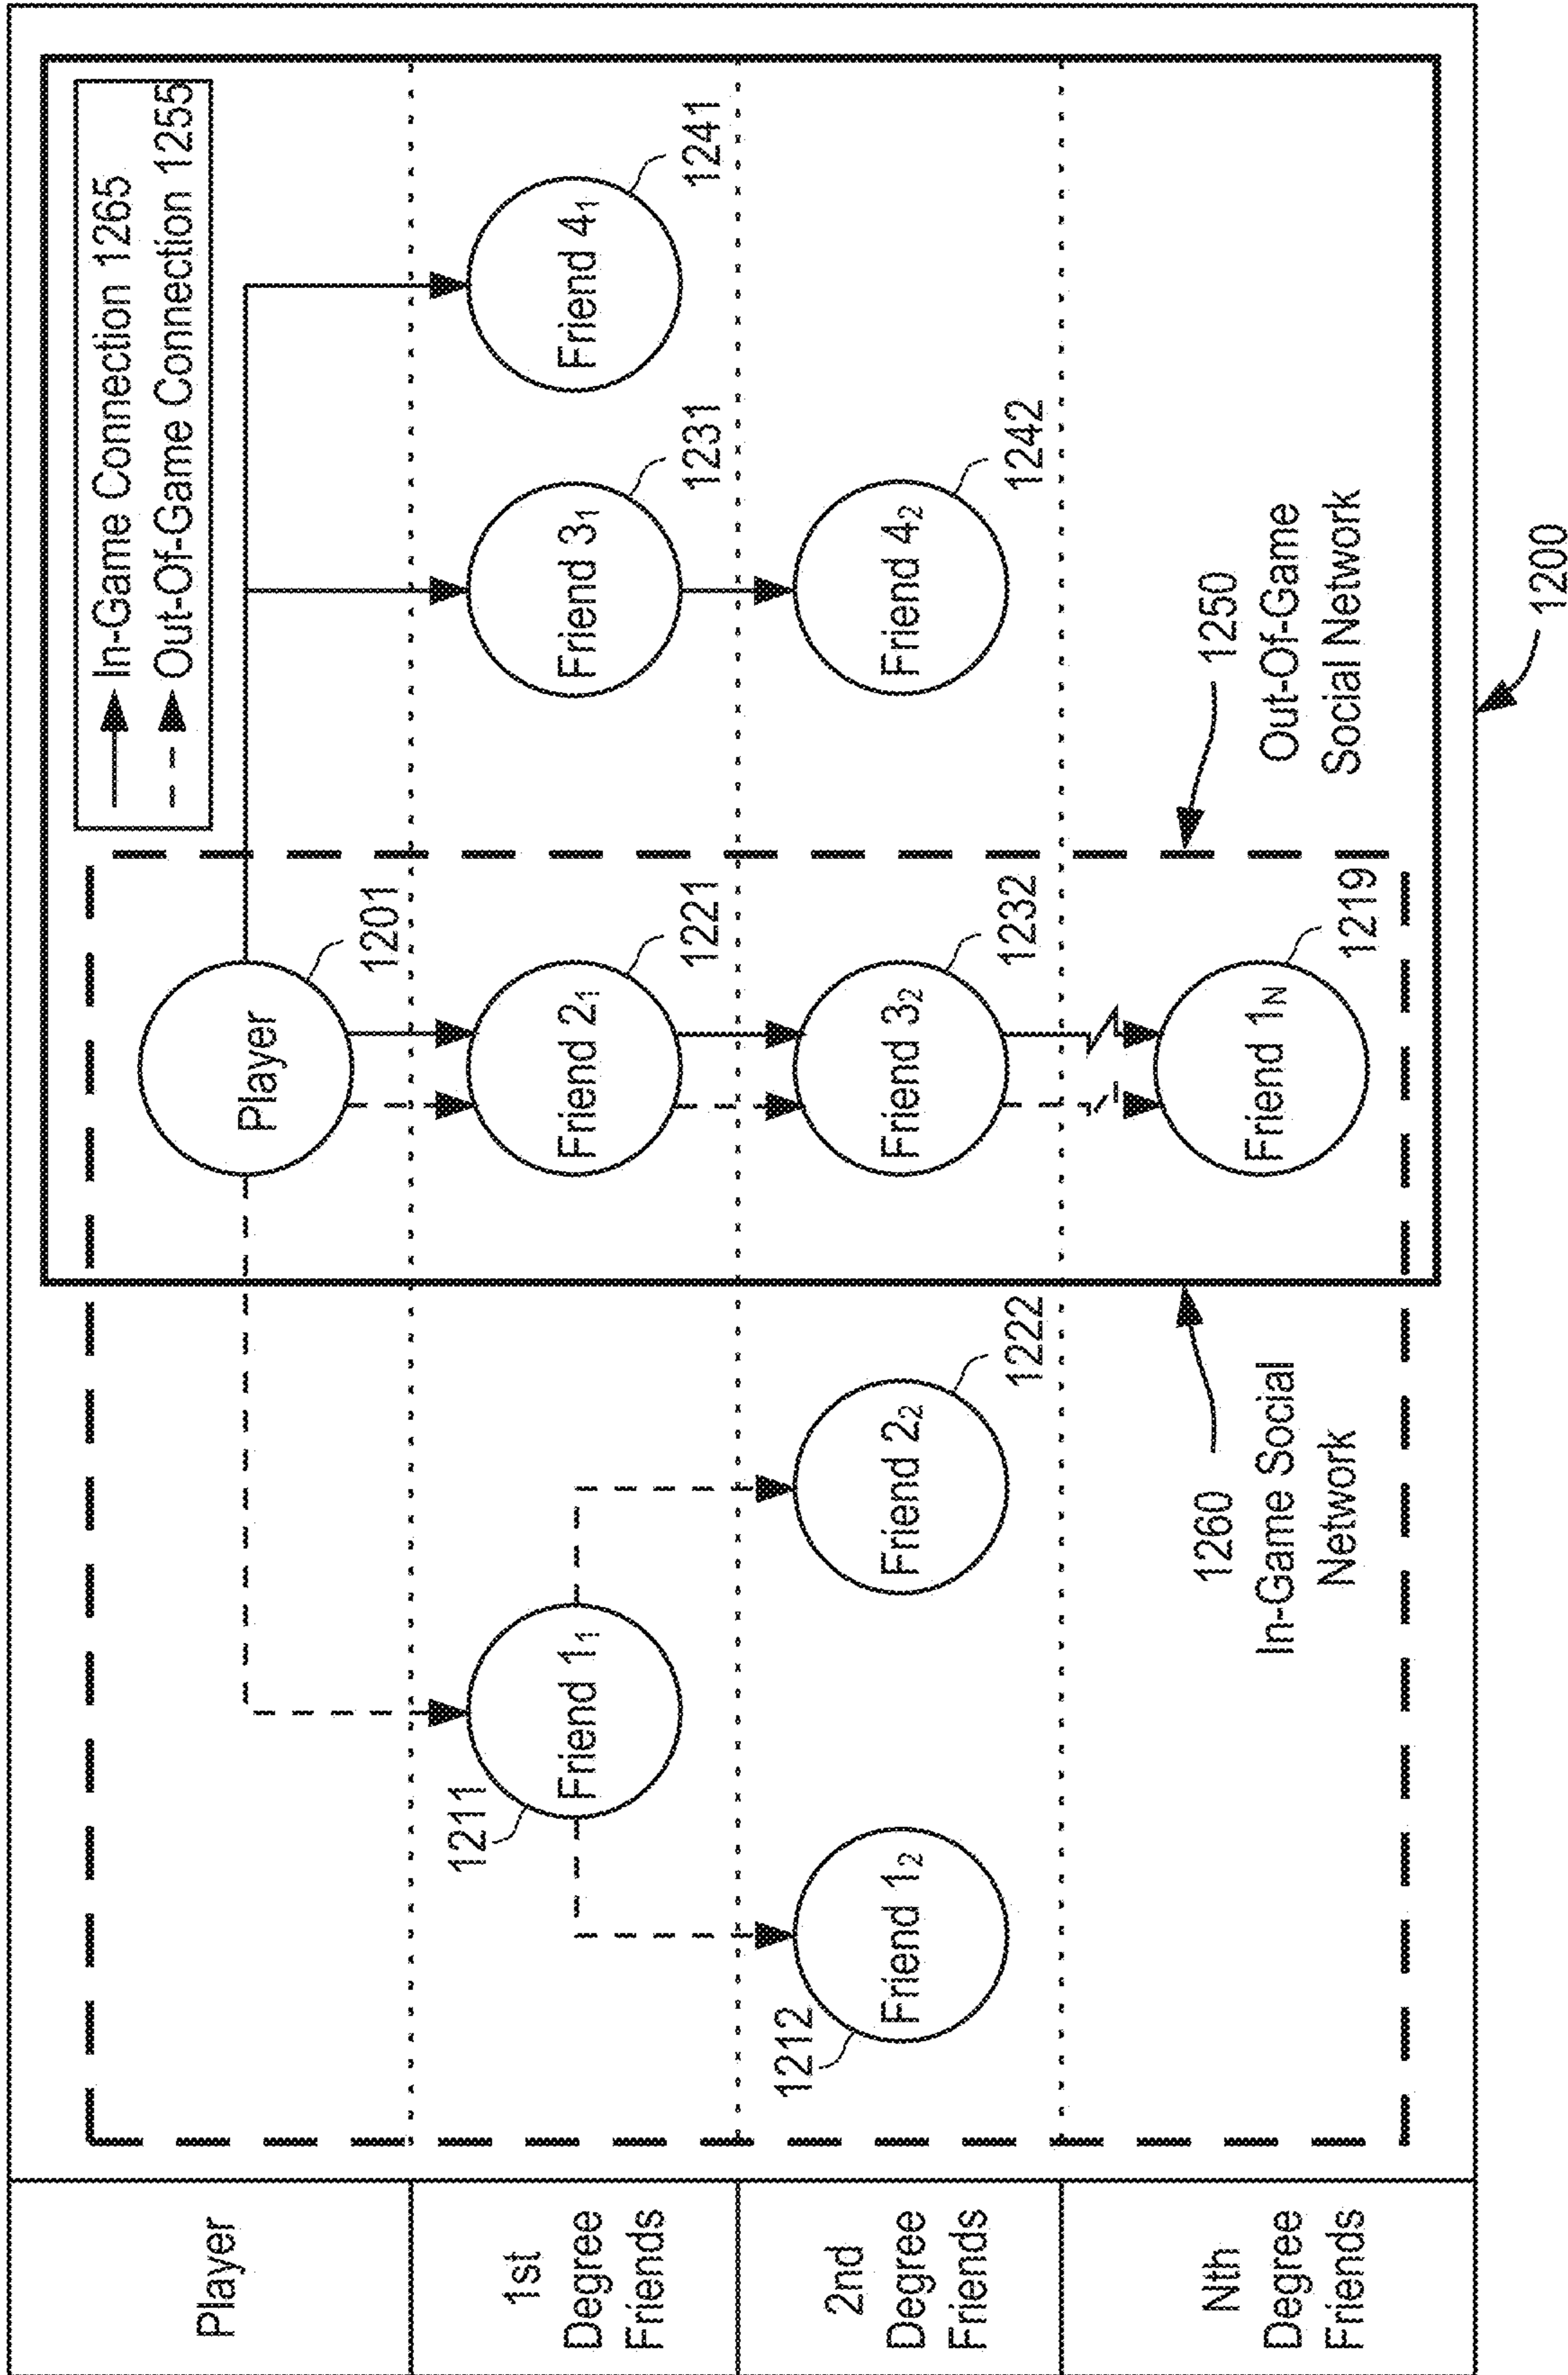 Player
1st
Degree
Friends
2nd
Degree
Friends
Nth
Degree
Friends
In-Game Connection 1265
Out-Of-Game Connection 1255
Player
1201
1211
Friend 1₁
Friend 2₁
1221
Friend 3₁
1231
Friend 4₁
1241
1212
Friend 1₂
Friend 2₂
1222
Friend 3₂
1232
Friend 4₂
1242
1260
In-Game Social
Network
Friend 1N
1219
1250
Out-Of-Game
Social Network
1200